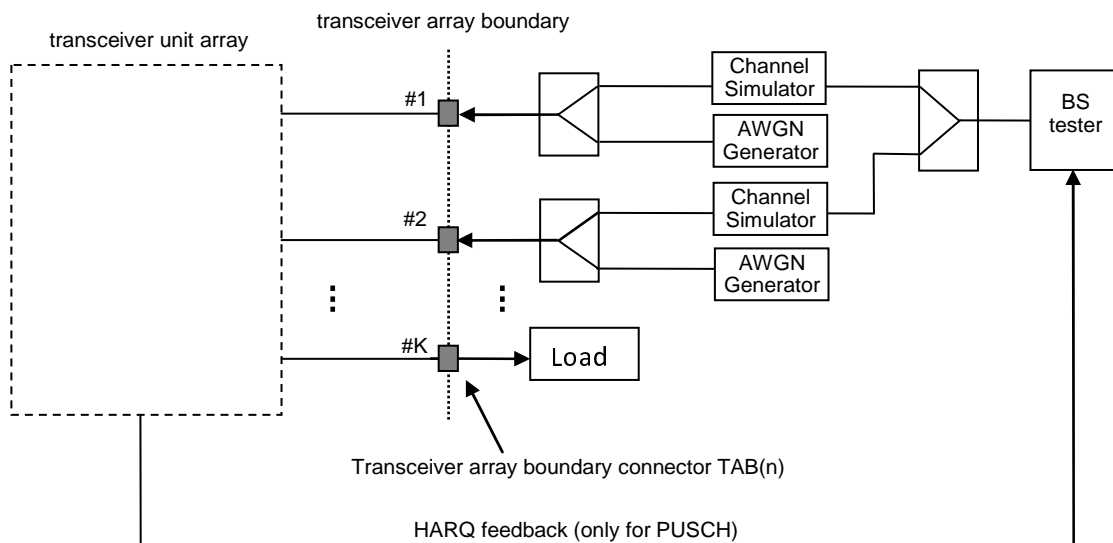 transceiver array boundary
transceiver unit array
#1
Channel
Simulator
AWGN
Generator
BS
tester
#2
Channel
Simulator
AWGN
Generator
#K
Load
Transceiver array boundary connector TAB(n)
HARQ feedback (only for PUSCH)